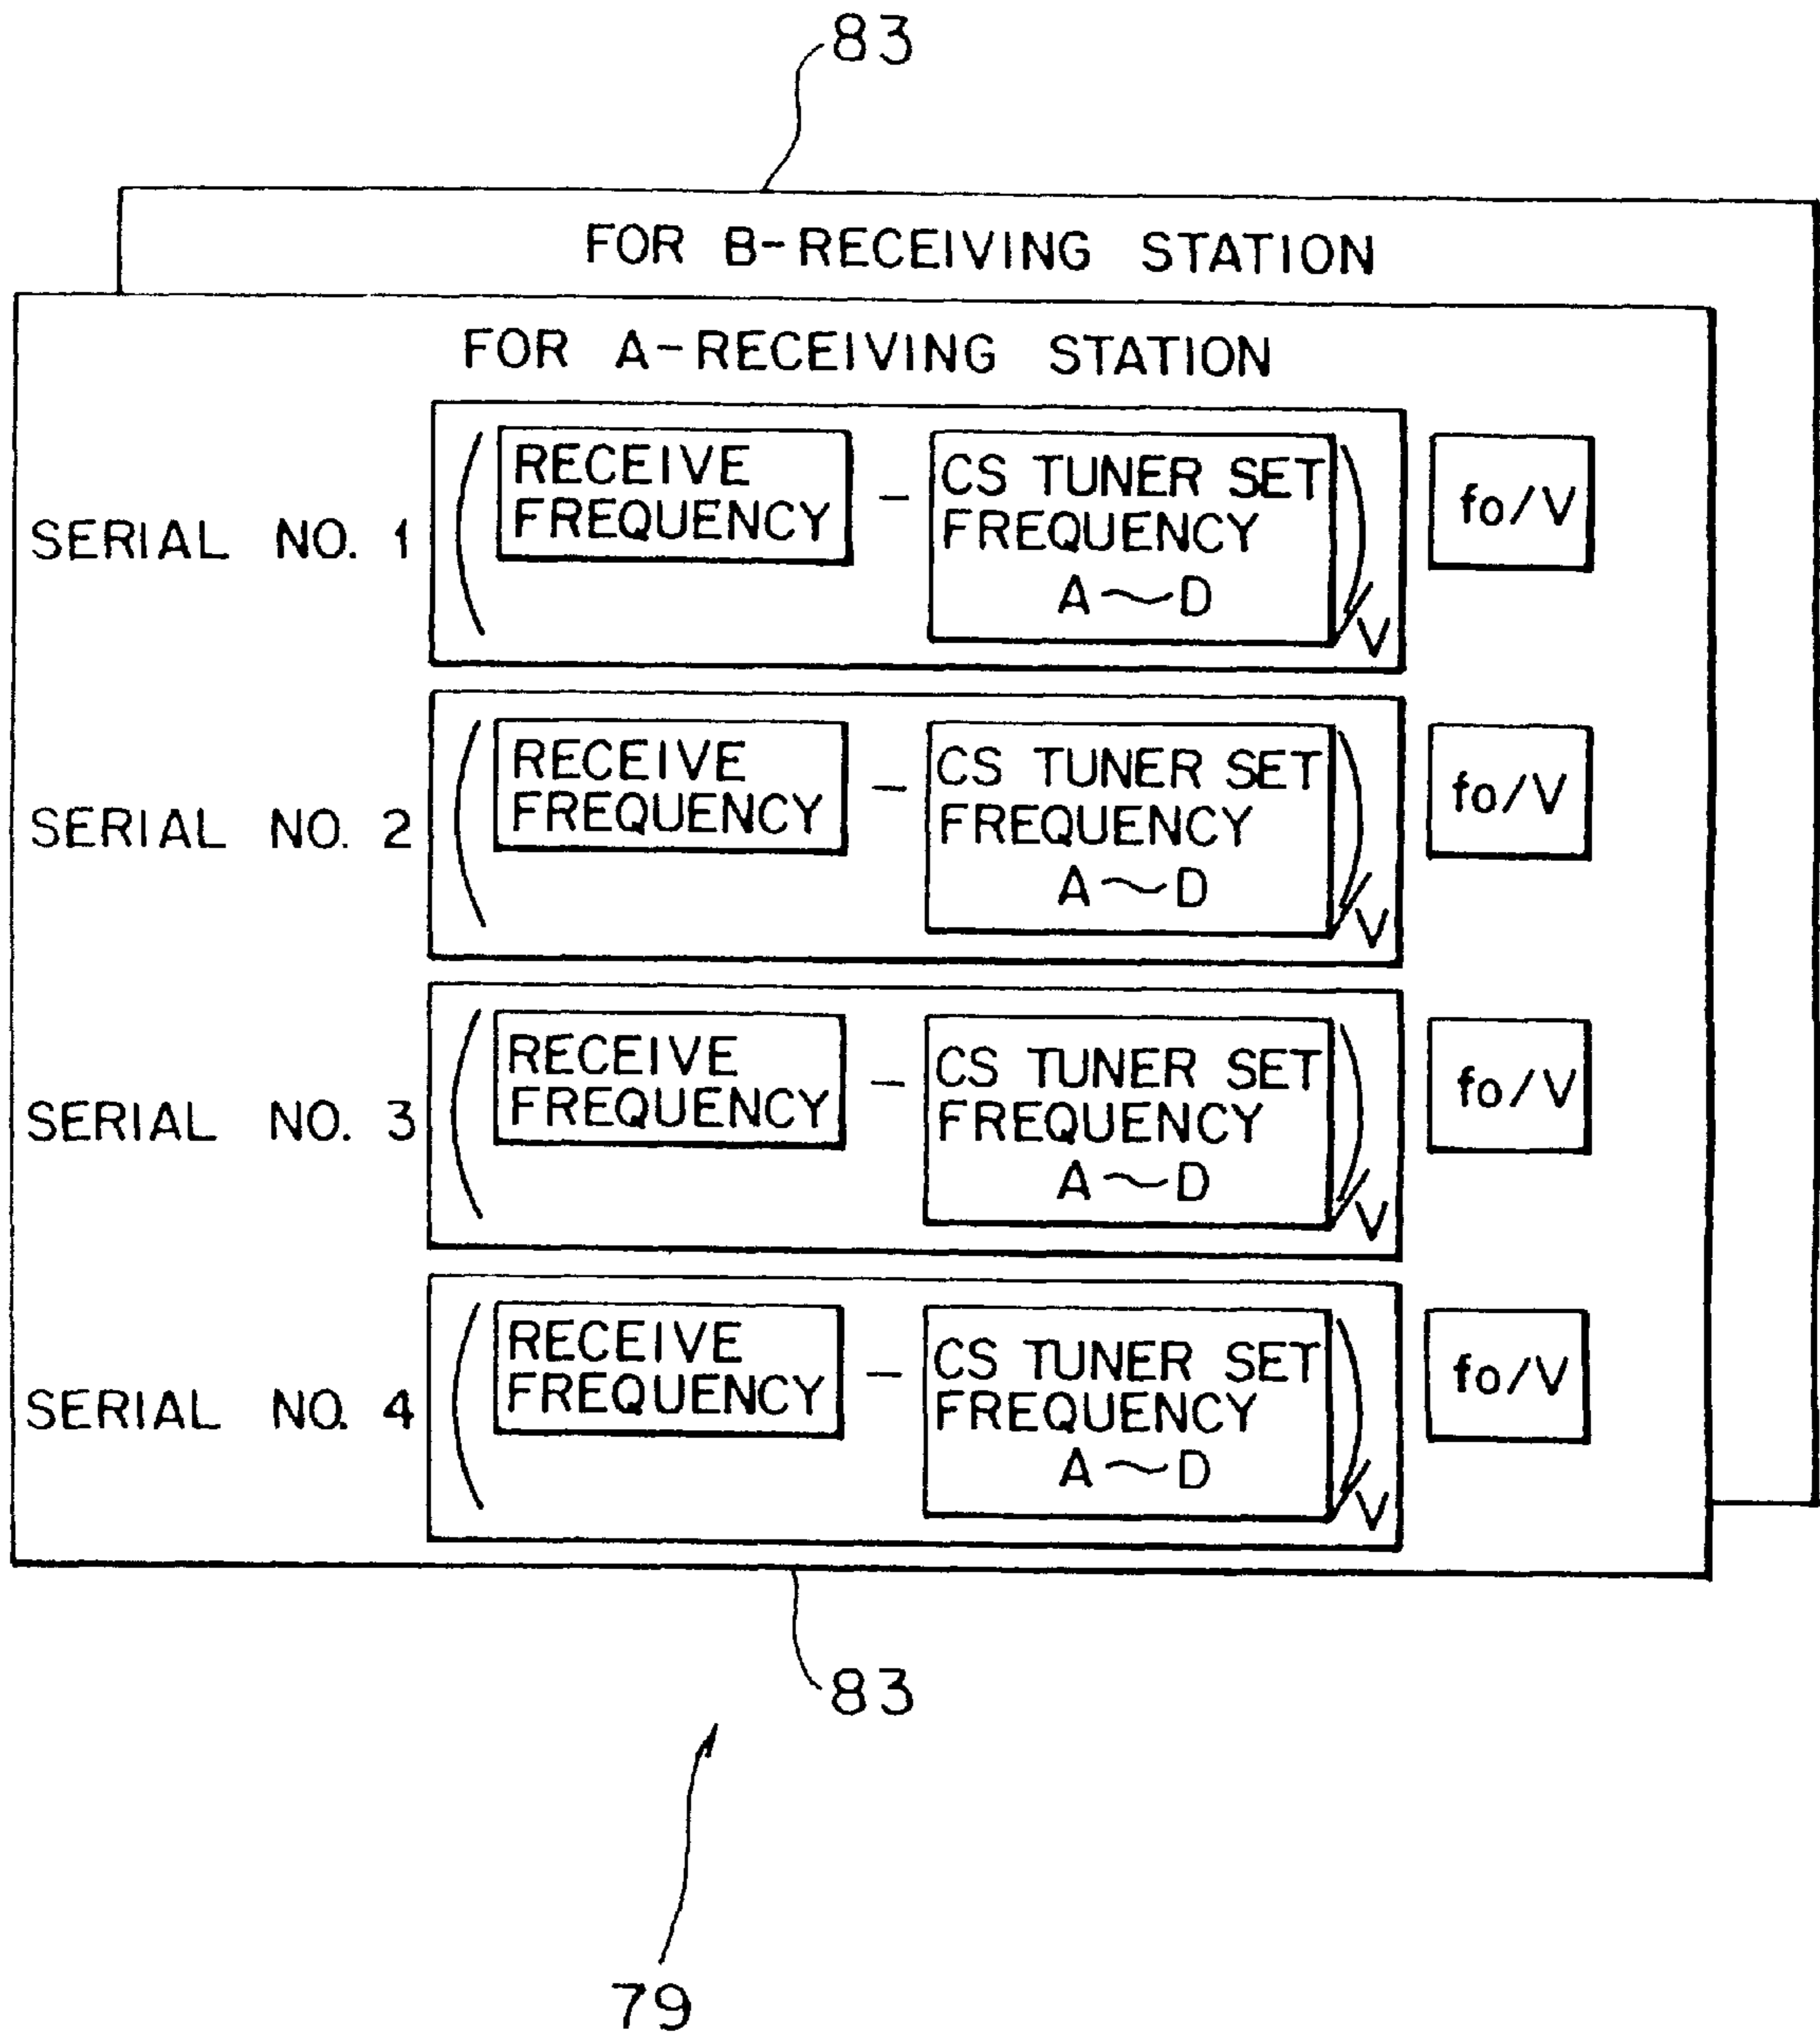 83
FOR B-RECEIVING STATION
FOR A-RECEIVING STATION
SERIAL NO. 1
RECEIVE
FREQUENCY
-
CS TUNER SET
FREQUENCY
A~D
/V
fo/V
SERIAL NO. 2
RECEIVE
FREQUENCY
-
CS TUNER SET
FREQUENCY
A~D
/V
fo/V
SERIAL NO. 3
RECEIVE
FREQUENCY
-
CS TUNER SET
FREQUENCY
A~D
/V
fo/V
SERIAL NO. 4
RECEIVE
FREQUENCY
-
CS TUNER SET
FREQUENCY
A~D
/V
fo/V
83
79